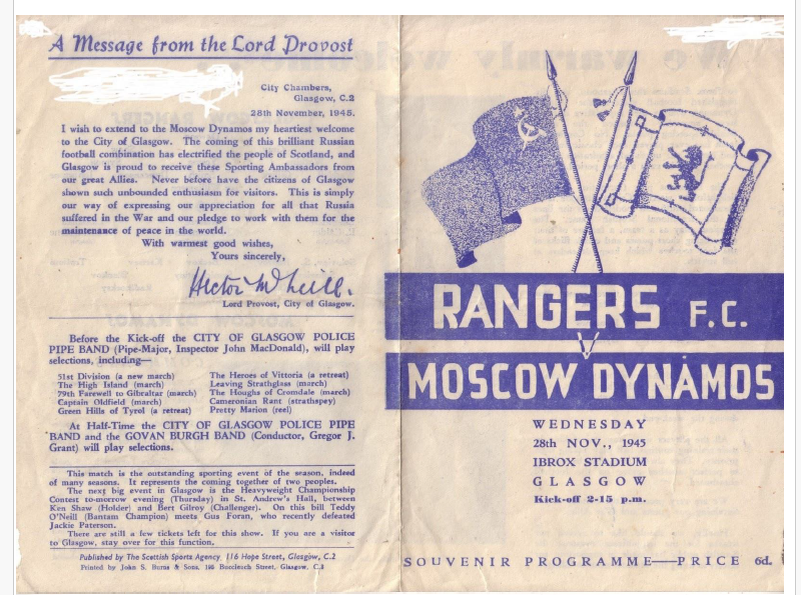 A Message from the Lord Provost
City Chambers,
Glasgow, C.2
28th November, 1945.
I wish to extend to the Moscow Dynamos my heartiest welcome
to the City of Glasgow. The coming of this brilliant Russian
football combination has electrified the people of Scotland, and
Glasgow is proud to receive these Sporting Ambassadors from
our great Allies. Never before have the citizens of Glasgow
shown such unbounded enthusiasm for visitors. This is simply
our way of expressing our appreciation for all that Russia
suffered in the War and our pledge to work with them for the
maintenance of peace in the world.
With warmest good wishes,
Yours sincerely,
Lord Provost, City of Glasgow.
Before the Kick-off the CITY OF GLASGOW POLICE
PIPE BAND (Pipe-Major, Inspector John MacDonald), will play
selections, including—
51st Division (a new march)
The High Island (march)
79th Farewell to Gibraltar (march)
Captain Oldfield (march)
Green Hills of Tyrol (a retreat)
The Heroes of Vittoria (a retreat)
Leaving Strathglass (march)
The Houghs of Cromdale (march)
Cameronian Rant (strathspey)
Pretty Marion (reel)
At Half-Time the CITY OF GLASGOW POLICE PIPE
BAND and the GOVAN BURGH BAND (Conductor, Gregor J.
Grant) will play selections.
This match is the outstanding sporting event of the season, indeed
of many seasons. It represents the coming together of two peoples.
The next big event in Glasgow is the Heavyweight Championship
Contest to-morrow evening (Thursday) in St. Andrew's Hall, between
Ken Shaw (Holder) and Bert Gilroy (Challenger). On this bill Teddy
O'Neill (Bantam Champion) meets Gus Foran, who recently defeated
Jackie Paterson.
There are still a few tickets left for this show. If you are a visitor
to Glasgow, stay over for this function.
Published by The Scottish Sports Agency 116 Hope Street, Glasgow, C.2
Printed by John S. Burns & Sons, 195 Buccleuch Street, Glasgow, C.3
RANGERS F.C.
V
MOSCOW DYNAMOS
WEDNESDAY
28th NOV., 1945
IBROX STADIUM
GLASGOW
Kick-off 2-15 p.m.
SOUVENIR PROGRAMME—PRICE 6d.